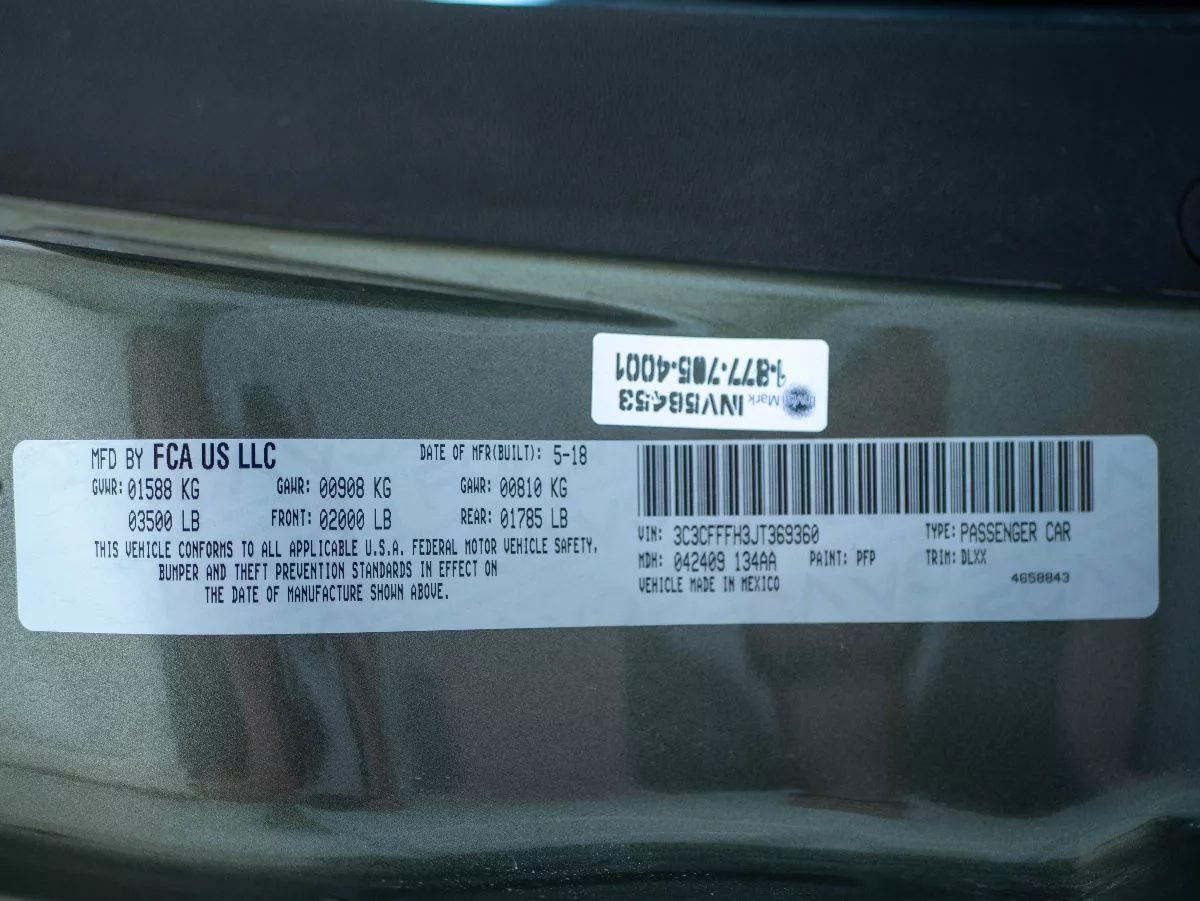 1-877-705-4001
INV584453
InvisiMark
MFD BY FCA US LLC
DATE OF MFR(BUILT): 5-18
GVWR: 01588 KG
GAWR: 00908 KG
GAWR: 00810 KG
03500 LB
FRONT: 02000 LB
REAR: 01785 LB
THIS VEHICLE CONFORMS TO ALL APPLICABLE U.S.A. FEDERAL MOTOR VEHICLE SAFETY,
BUMPER AND THEFT PREVENTION STANDARDS IN EFFECT ON
THE DATE OF MANUFACTURE SHOWN ABOVE.
VIN: 3C3CFFFH3JT369360
TYPE: PASSENGER CAR
MDH: 042409 134AA
PAINT: PFP
TRIM: DLXX
VEHICLE MADE IN MEXICO
4658843